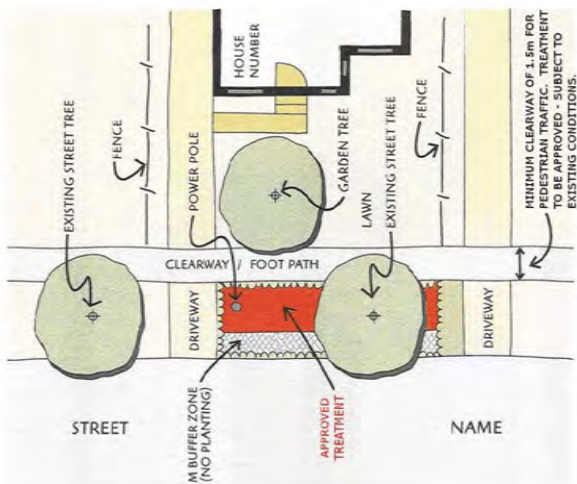 HOUSE
NUMBER
EXISTING STREET TREE
FENCE
POWER POLE
GARDEN TREE
LAWN
EXISTING STREET TREE
FENCE
MINIMUM CLEARWAY OF 1.5m FOR
PEDESTRIAN TRAFFIC. TREATMENT
TO BE APPROVED - SUBJECT TO
EXISTING CONDITIONS.
CLEARWAY / FOOT PATH
DRIVEWAY
DRIVEWAY
M BUFFER ZONE
(NO PLANTING)
APPROVED
TREATMENT
STREET
NAME